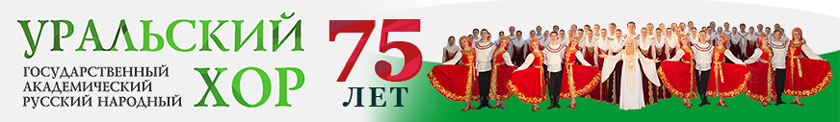 УРАЛЬСКИЙ
ГОСУДАРСТВЕННЫЙ
АКАДЕМИЧЕСКИЙ
РУССКИЙ НАРОДНЫЙ
ХОР
75
ЛЕТ